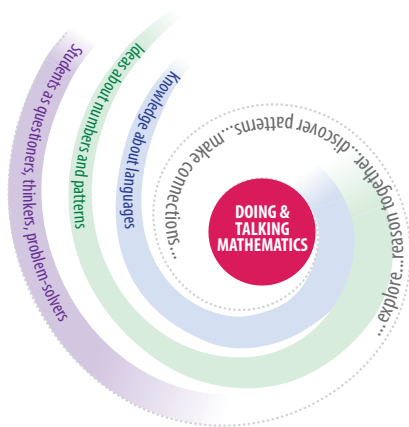 Students as questioners, thinkers, problem-solvers
Ideas about numbers and patterns
Knowledge about languages
...explore...reason together...discover patterns...make connections...
DOING &
TALKING
MATHEMATICS